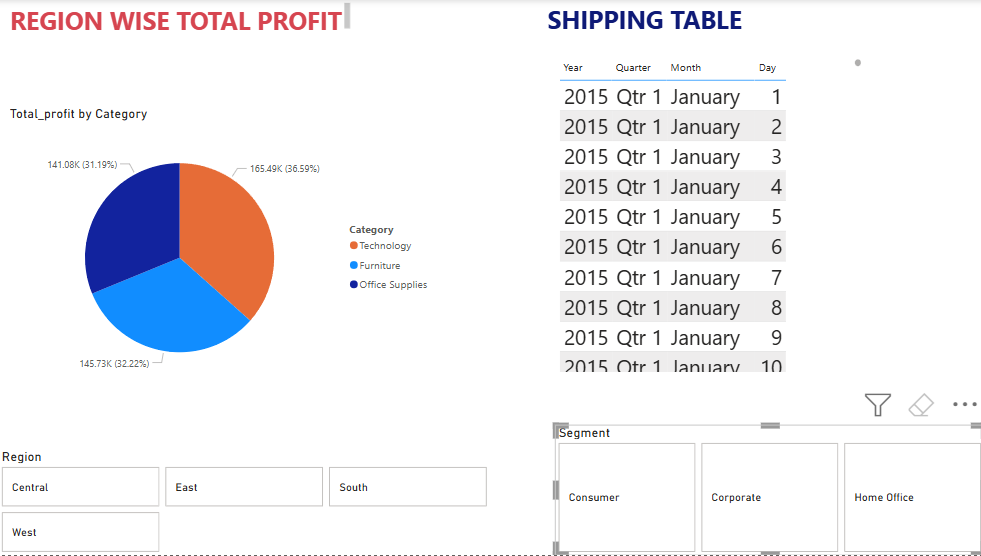 REGION WISE TOTAL PROFIT
Total_profit by Category
141.08K (31.19%)
165.49K (36.59%)
145.73K (32.22%)
Category
Technology
Furniture
Office Supplies
Region
Central East South
West
SHIPPING TABLE
Year Quarter Month Day
2015 Qtr 1 January 1
2015 Qtr 1 January 2
2015 Qtr 1 January 3
2015 Qtr 1 January 4
2015 Qtr 1 January 5
2015 Qtr 1 January 6
2015 Qtr 1 January 7
2015 Qtr 1 January 8
2015 Qtr 1 January 9
2015 Qtr 1 January 10
Segment
Consumer Corporate Home Office